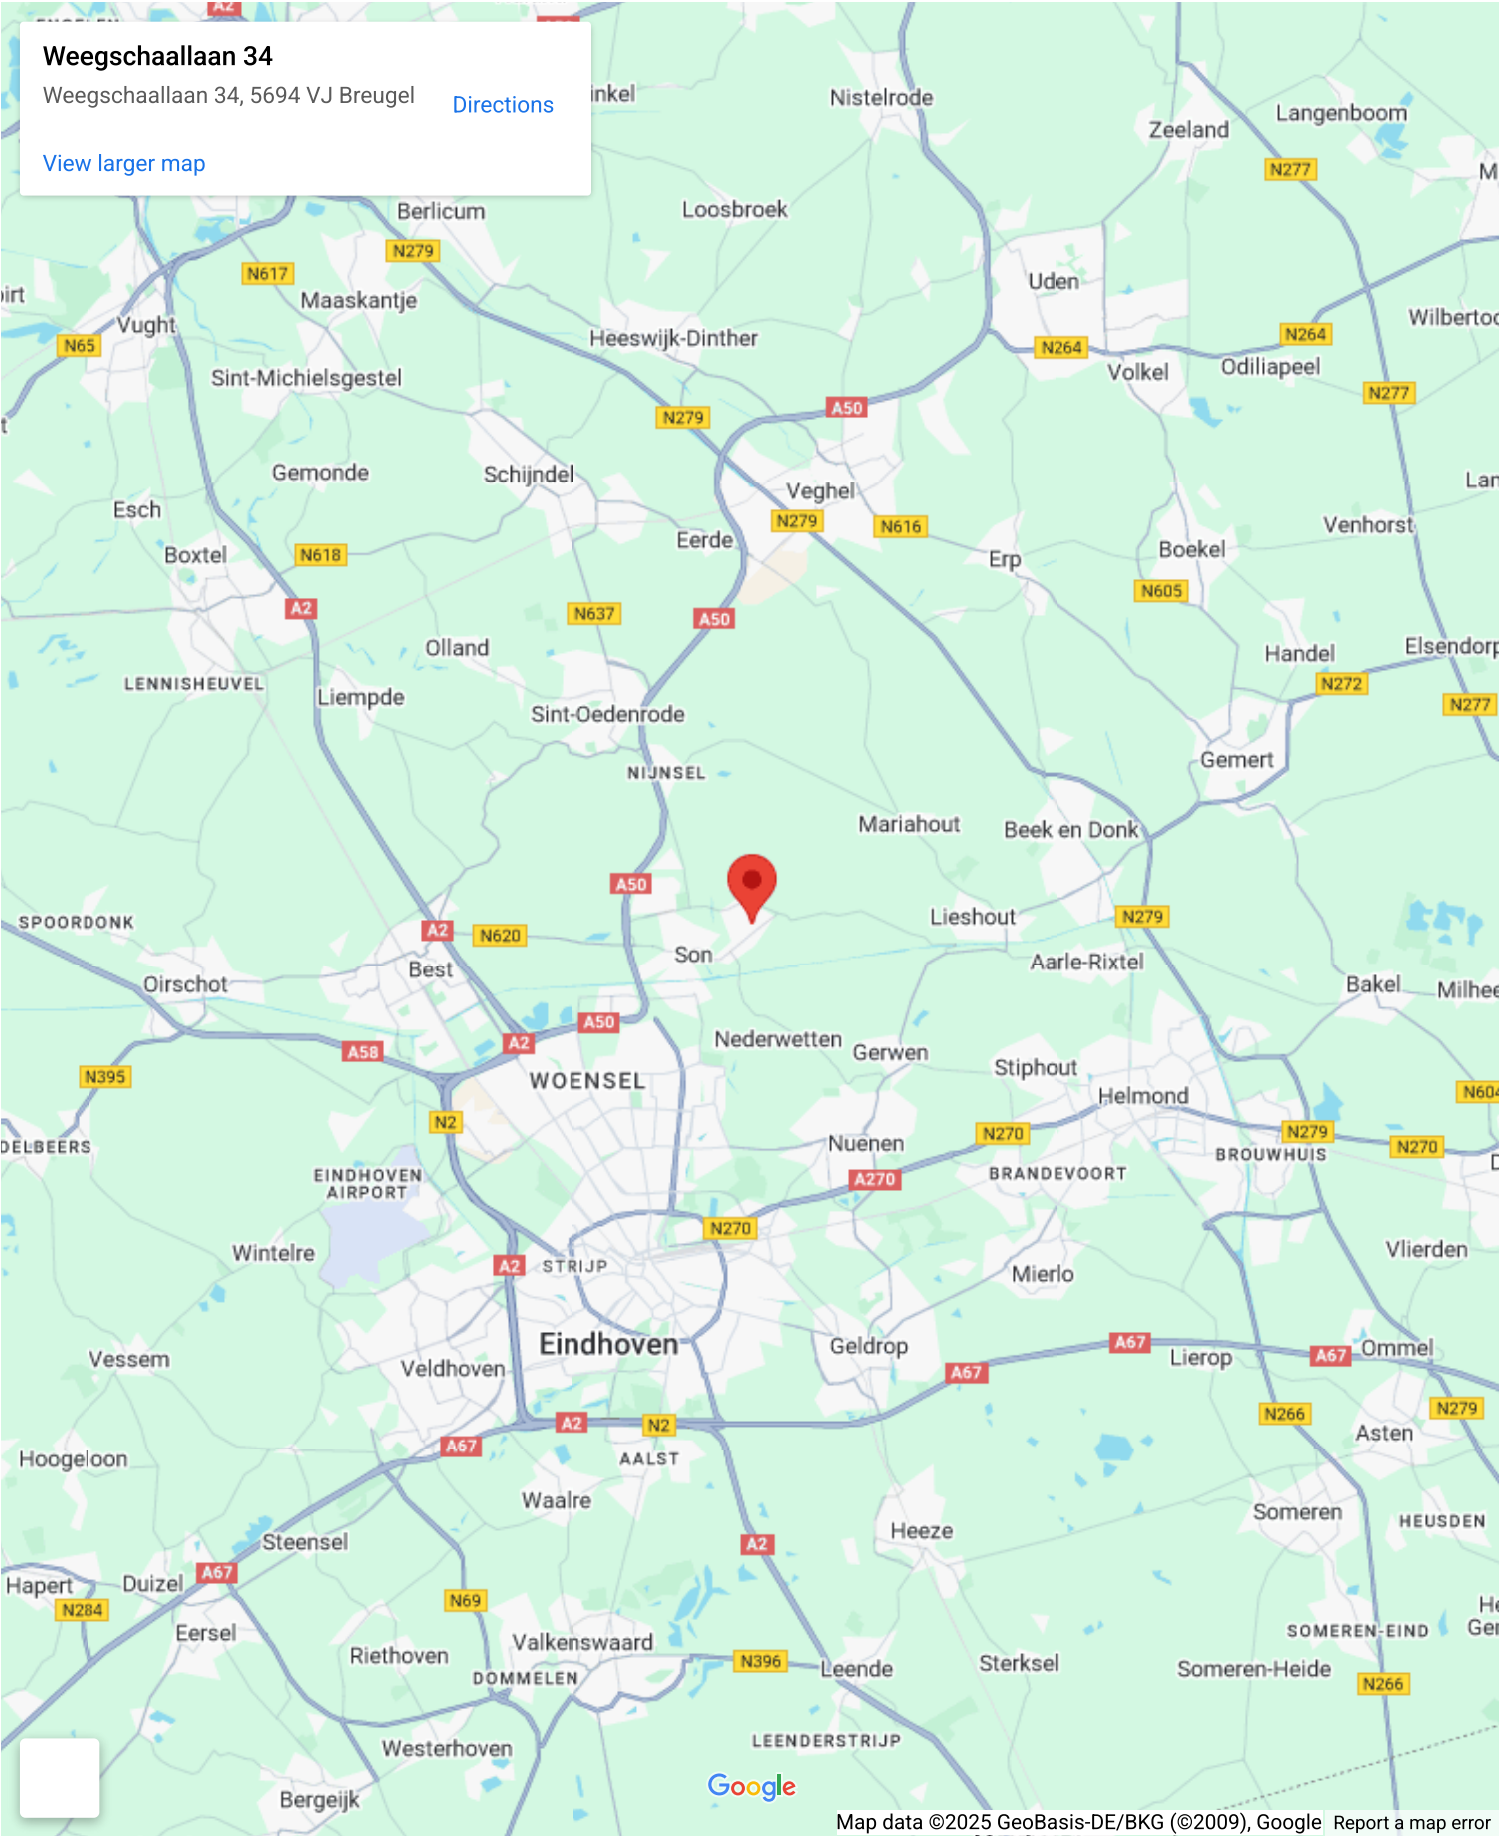 A2
Weegschaallaan 34
Weegschaallaan 34, 5694 VJ Breugel
Directions
View larger map
inkel
Nistelrode
Langenboom
Zeeland
N277
M
Berlicum
Loosbroek
N279
N617
Uden
Maaskantje
Vught
N65
Heeswijk-Dinther
Wilbertoo
N264
N264
Volkel
Odiliapeel
Sint-Michielsgestel
N277
A50
N279
Gemonde
Schijndel
Veghel
Lan
Esch
N279
N616
Venhorst
Eerde
Boxtel
N618
Erp
Boekel
N605
A2
N637
A50
Olland
Handel
Elsendorp
LENNISHEUVEL
Liempde
N272
N277
Sint-Oedenrode
NIJNSEL
Gemert
Mariahout
Beek en Donk
A50
SPOORDONK
A2
N620
Lieshout
N279
Son
Best
Aarle-Rixtel
Oirschot
Bakel
Milhee
A50
A2
A58
Nederwetten
Gerwen
Stiphout
N395
WOENSEL
Helmond
N604
N2
N270
N279
DELBEERS
Nuenen
N270
BROUWHUIS
EINDHOVEN
AIRPORT
A270
BRANDEVOORT
N270
Wintelre
A2
STRIJP
Vlierden
Mierlo
Eindhoven
Geldrop
A67
Lierop
A67
Ommel
Vessem
Veldhoven
A67
N266
N279
A2
N2
Asten
A67
Hoogeloon
AALST
Waalre
Someren
HEUSDEN
Heeze
Steensel
A2
A67
Hapert
Duizel
N284
N69
Eersel
Valkenswaard
SOMEREN-EIND
Riethoven
N396
Leende
Sterksel
Someren-Heide
DOMMELEN
N266
Westerhoven
LEENDERSTRIJP
Google
Bergeijk
Map data ©2025 GeoBasis-DE/BKG (©2009), Google
Report a map error